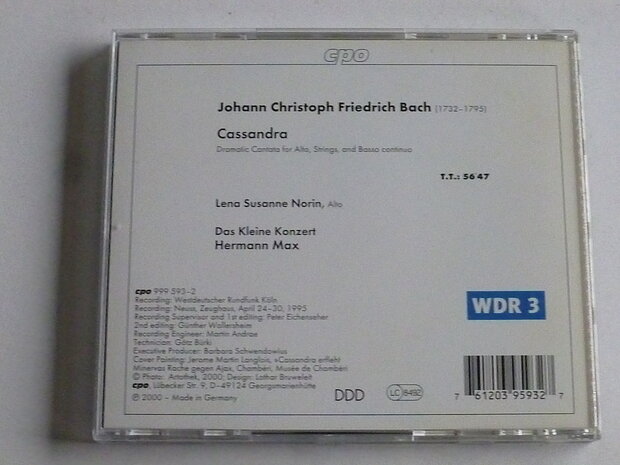 cpo
Johann Christoph Friedrich Bach (1732–1795)
Cassandra
Dramatic Cantata for Alto, Strings, and Basso continuo
T.T.: 56 47
Lena Susanne Norin, Alto
Das Kleine Konzert
Hermann Max
cpo 999 593-2
Recording: Westdeutscher Rundfunk Köln
Recording: Neuss, Zeughaus, April 24-30, 1995
Recording Supervisor and 1st editing: Peter Eichenseher
2nd editing: Günther Wollersheim
Recording Engineer: Martin Andrae
Technician: Götz Bürki
Executive Producer: Barbara Schwendowius
Cover Painting: Jerome Martin Langlois, »Cassandra erfleht
Minervas Rache gegen Ajax, Chambéri, Musée de Chambéri
© Photo: Artothek, 2000; Design: Lothar Bruweleit
cpo, Lübecker Str. 9, D-49124 Georgsmarienhütte
℗ 2000 – Made in Germany
WDR 3
DDD
LC 8492
7 61203 95932 7